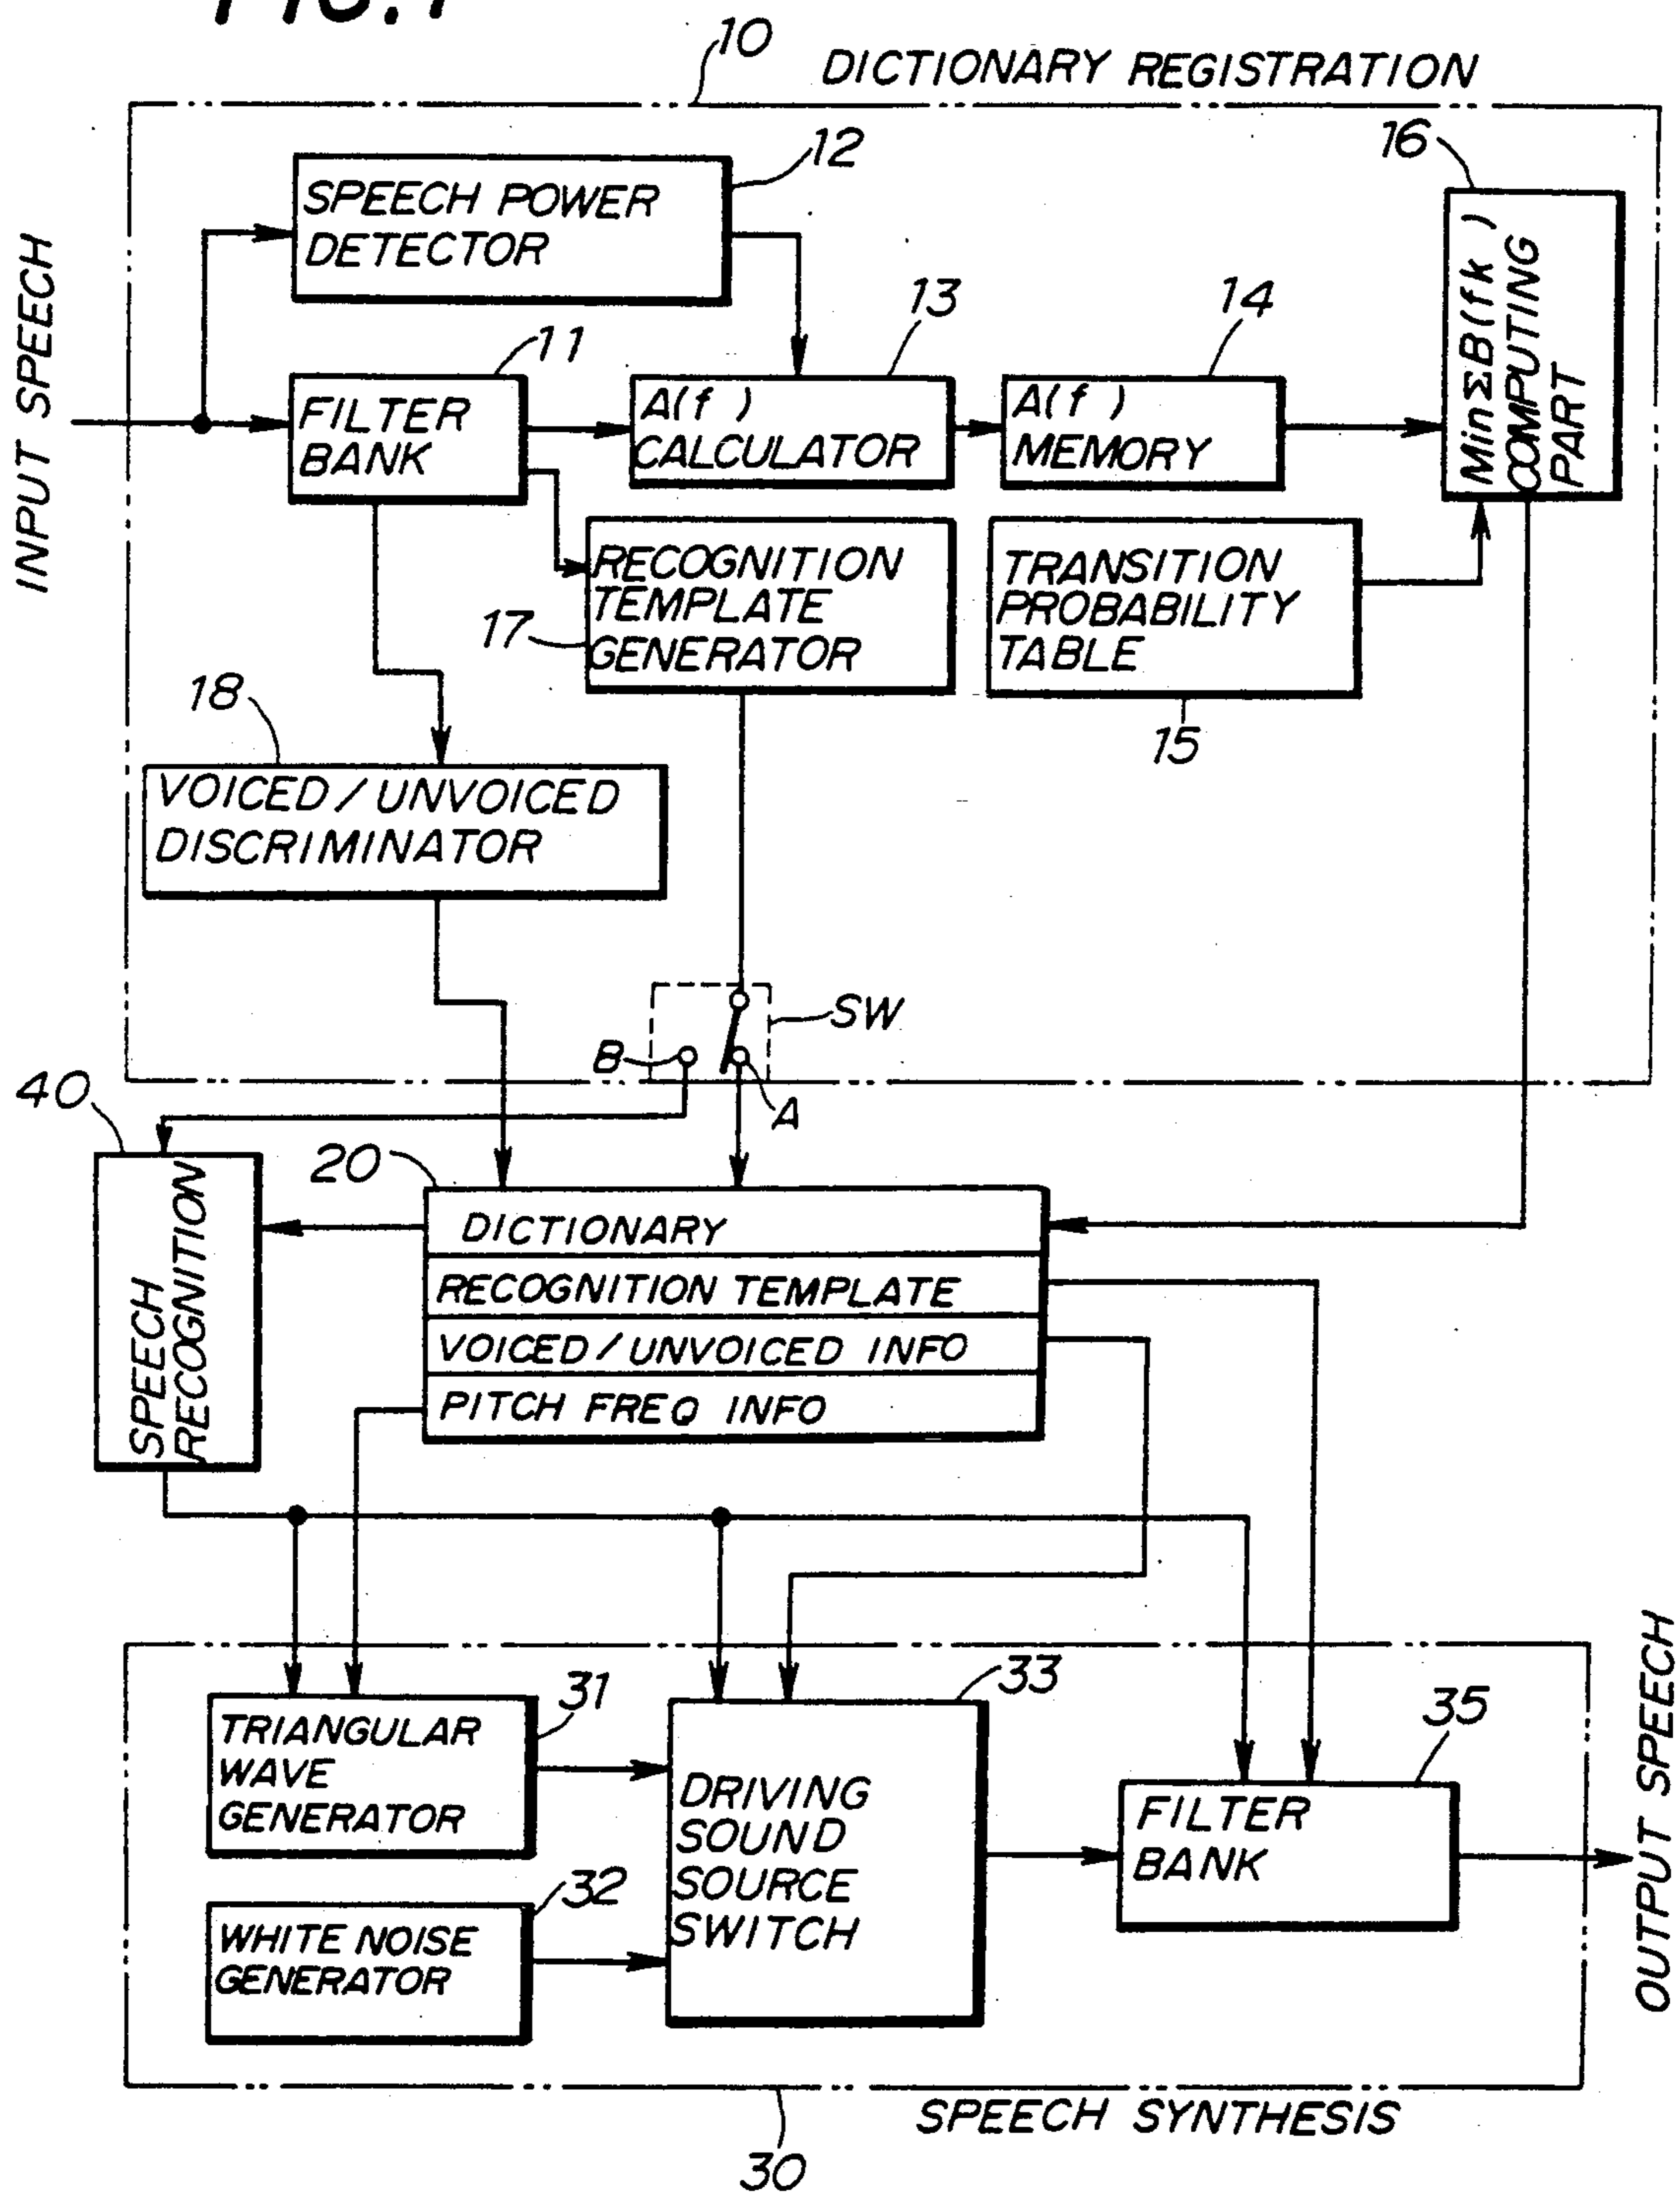 FIG. 1
10
DICTIONARY REGISTRATION
INPUT SPEECH
12
SPEECH POWER
DETECTOR
16
Min Σ B(fk )
COMPUTING
PART
11
FILTER
BANK
13
A(f )
CALCULATOR
14
A(f )
MEMORY
17
RECOGNITION
TEMPLATE
GENERATOR
TRANSITION
PROBABILITY
TABLE
15
18
VOICED / UNVOICED
DISCRIMINATOR
SW
B
A
40
SPEECH
RECOGNITION
20
DICTIONARY
RECOGNITION TEMPLATE
VOICED / UNVOICED INFO
PITCH FREQ INFO
31
TRIANGULAR
WAVE
GENERATOR
32
WHITE NOISE
GENERATOR
33
DRIVING
SOUND
SOURCE
SWITCH
35
FILTER
BANK
OUTPUT SPEECH
SPEECH SYNTHESIS
30